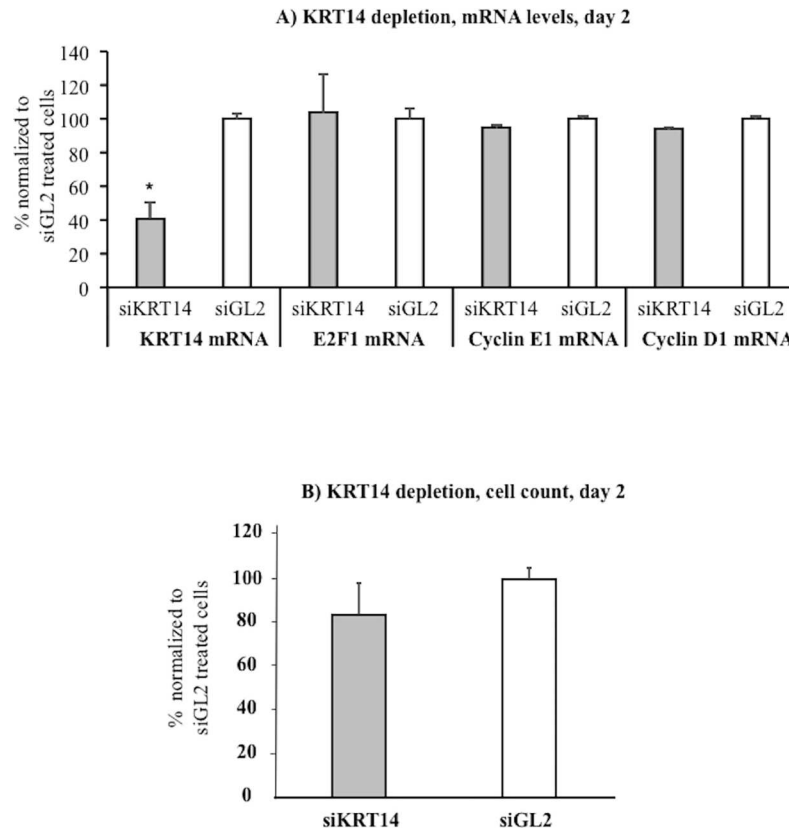 A) KRT14 depletion, mRNA levels, day 2
% normalized to
siGL2 treated cells
140
120
100
80
60
40
20
0
*
siKRT14 siGL2 siKRT14 siGL2 siKRT14 siGL2 siKRT14 siGL2
KRT14 mRNA E2F1 mRNA Cyclin E1 mRNA Cyclin D1 mRNA
B) KRT14 depletion, cell count, day 2
% normalized to
siGL2 treated cells
120
100
80
60
40
20
0
siKRT14 siGL2